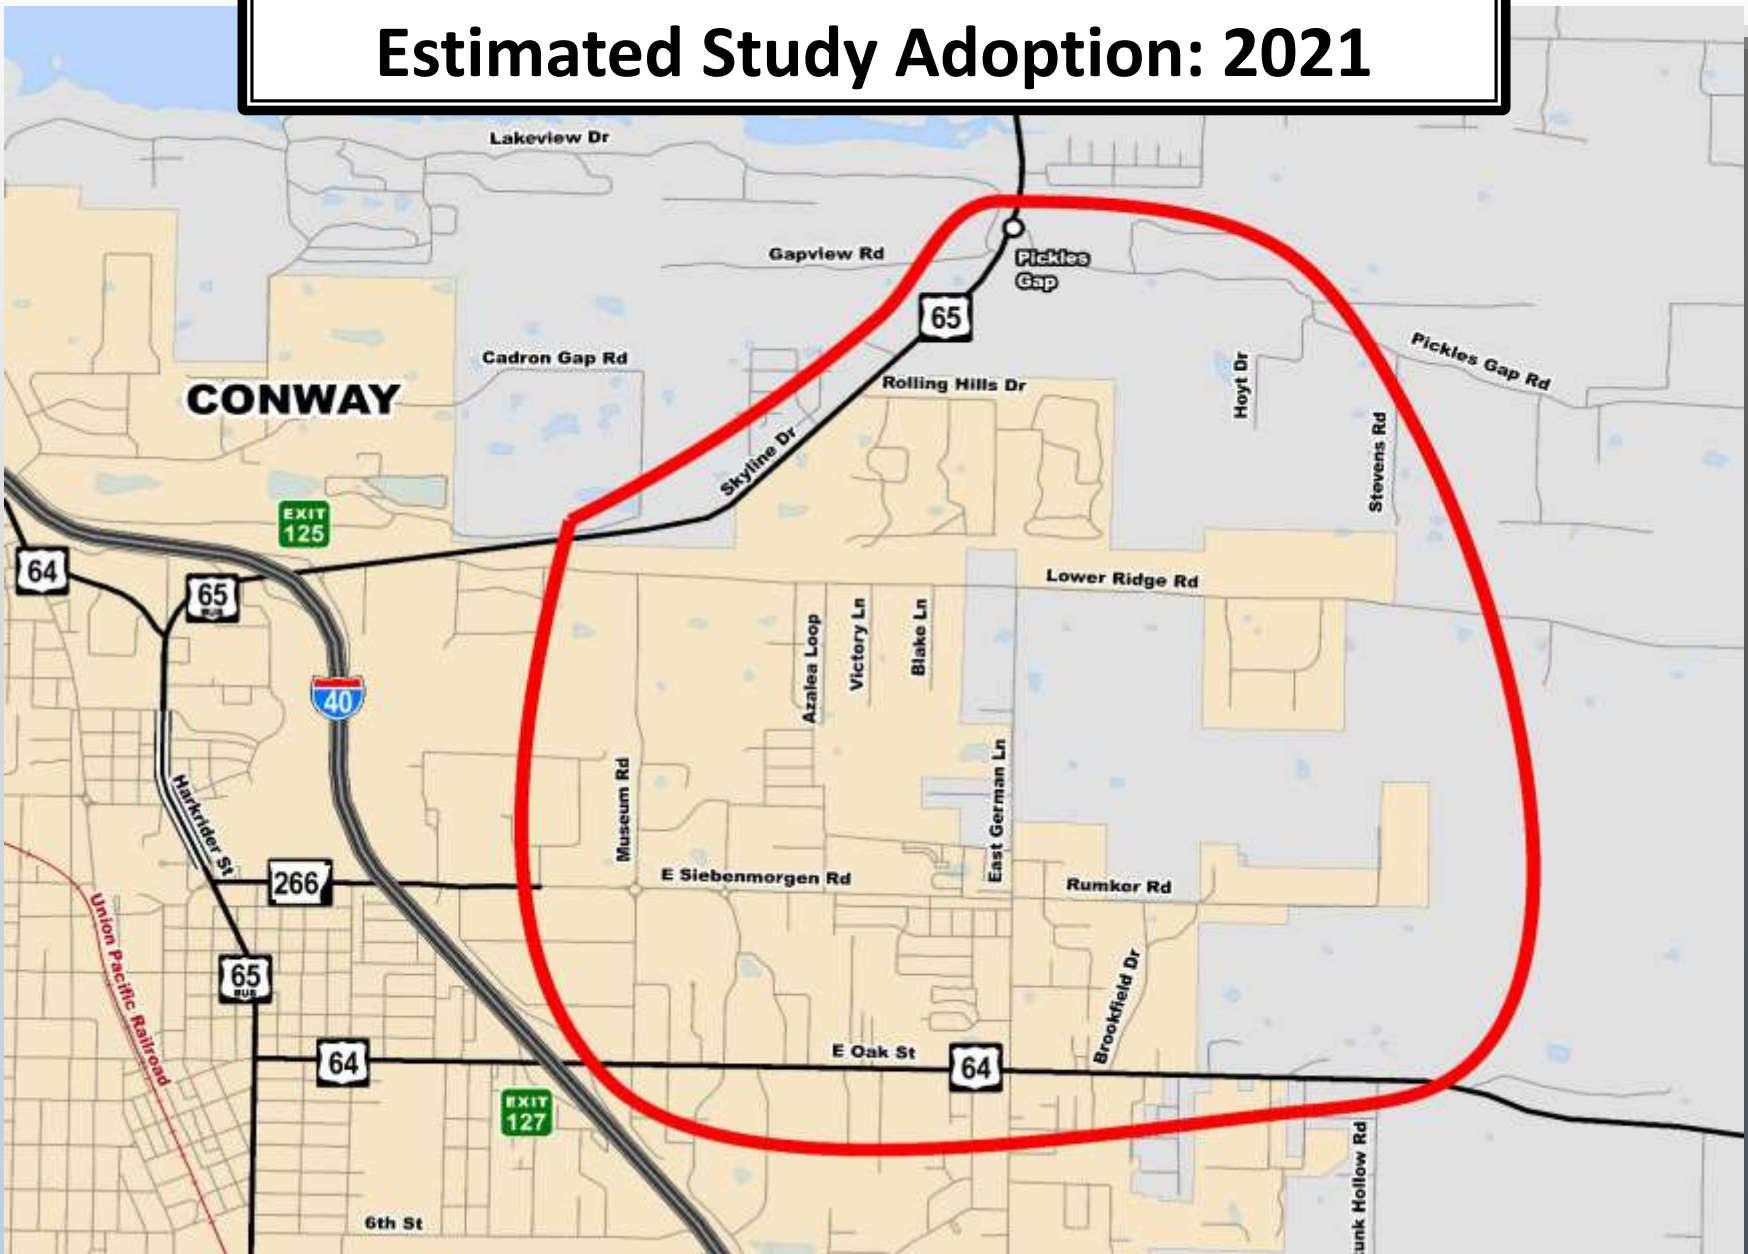 Estimated Study Adoption: 2021
Lakeview Dr
Gapview Rd
Pickles
Gap
65
Cadron Gap Rd
Rolling Hills Dr
Pickles Gap Rd
Hoyt Dr
CONWAY
Stevens Rd
Skyline Dr
EXIT
125
64
65
BUS
Lower Ridge Rd
Azalea Loop
Victory Ln
Blake Ln
40
Museum Rd
East German Ln
Harkrider St
266
E Siebenmorgen Rd
Rumker Rd
Union Pacific Railroad
65
BUS
Brookfield Dr
64
E Oak St
64
EXIT
127
Hollow Rd
6th St